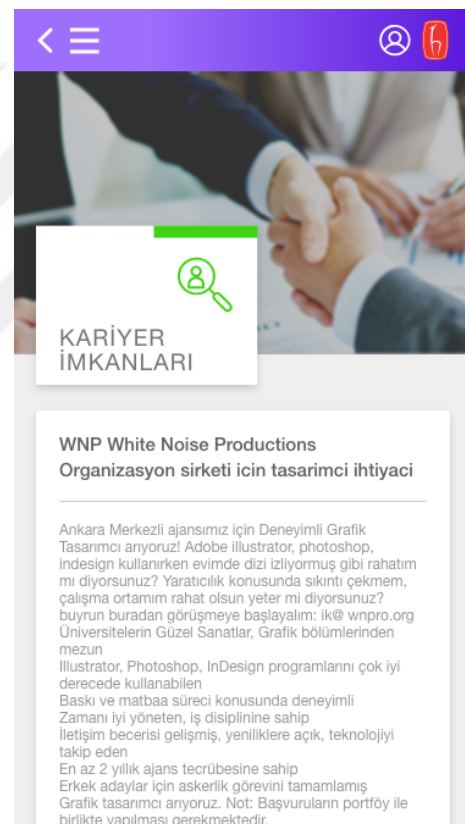 KARİYER
İMKANLARI
WNP White Noise Productions
Organizasyon sirketi icin tasarimci ihtiyaci
Ankara Merkezli ajansımız için Deneyimli Grafik
Tasarımcı arıyoruz! Adobe illustrator, photoshop,
indesign kullanırken evimde dizi izliyormuş gibi rahatım
mı diyorsunuz? Yaratıcılık konusunda sıkıntı çekmem,
çalışma ortamım rahat olsun yeter mi diyorsunuz?
buyrun buradan görüşmeye başlayalım: ik@ wnpro.org
Üniversitelerin Güzel Sanatlar, Grafik bölümlerinden
mezun
Illustrator, Photoshop, InDesign programlarını çok iyi
derecede kullanabilen
Baskı ve matbaa süreci konusunda deneyimli
Zamanı iyi yöneten, iş disiplinine sahip
İletişim becerisi gelişmiş, yeniliklere açık, teknolojiyi
takip eden
En az 2 yıllık ajans tecrübesine sahip
Erkek adaylar için askerlik görevini tamamlamış
Grafik tasarımcı arıyoruz. Not: Başvuruların portföy ile
birlikte yapılması gerekmektedir.